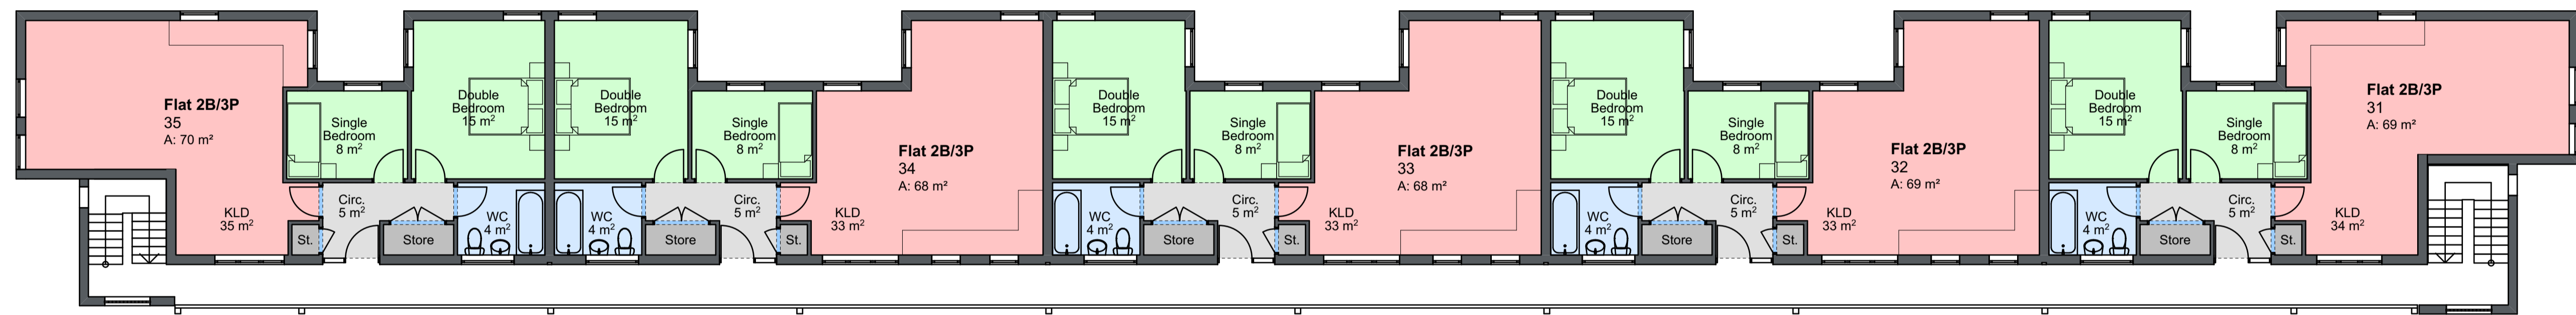 Flat 2B/3P
35
A: 70 m²
KLD
35 m²
Single
Bedroom
8 m²
Double
Bedroom
15 m²
Circ.
5 m²
St.
Store
WC
4 m²
Double
Bedroom
15 m²
Single
Bedroom
8 m²
WC
4 m²
Store
Circ.
5 m²
St.
Flat 2B/3P
34
A: 68 m²
KLD
33 m²
Double
Bedroom
15 m²
Single
Bedroom
8 m²
WC
4 m²
Store
Circ.
5 m²
St.
Flat 2B/3P
33
A: 68 m²
KLD
33 m²
Double
Bedroom
15 m²
Single
Bedroom
8 m²
WC
4 m²
Store
Circ.
5 m²
St.
Flat 2B/3P
32
A: 69 m²
KLD
33 m²
Double
Bedroom
15 m²
Single
Bedroom
8 m²
WC
4 m²
Store
Circ.
5 m²
St.
Flat 2B/3P
31
A: 69 m²
KLD
34 m²